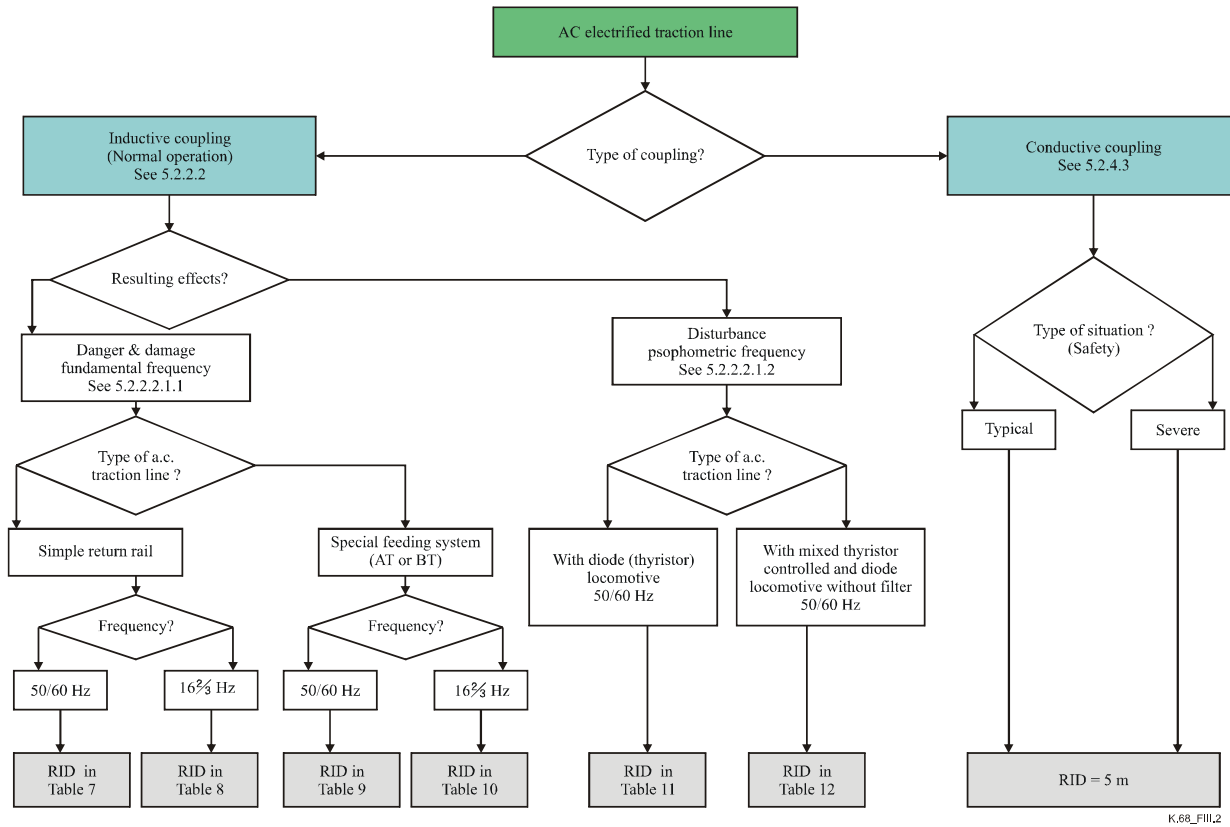 AC electrified traction line
Type of coupling?
Inductive coupling
(Normal operation)
See 5.2.2.2
Conductive coupling
See 5.2.4.3
Resulting effects?
Danger & damage
fundamental frequency
See 5.2.2.2.1.1
Disturbance
psophometric frequency
See 5.2.2.2.1.2
Type of situation ?
(Safety)
Typical
Severe
Type of a.c.
traction line ?
Type of a.c.
traction line ?
Simple return rail
Special feeding system
(AT or BT)
With diode (thyristor)
locomotive
50/60 Hz
With mixed thyristor
controlled and diode
locomotive without filter
50/60 Hz
Frequency?
Frequency?
50/60 Hz
16⅔ Hz
50/60 Hz
16⅔ Hz
RID in
Table 7
RID in
Table 8
RID in
Table 9
RID in
Table 10
RID in
Table 11
RID in
Table 12
RID = 5 m
K.68_FIII.2